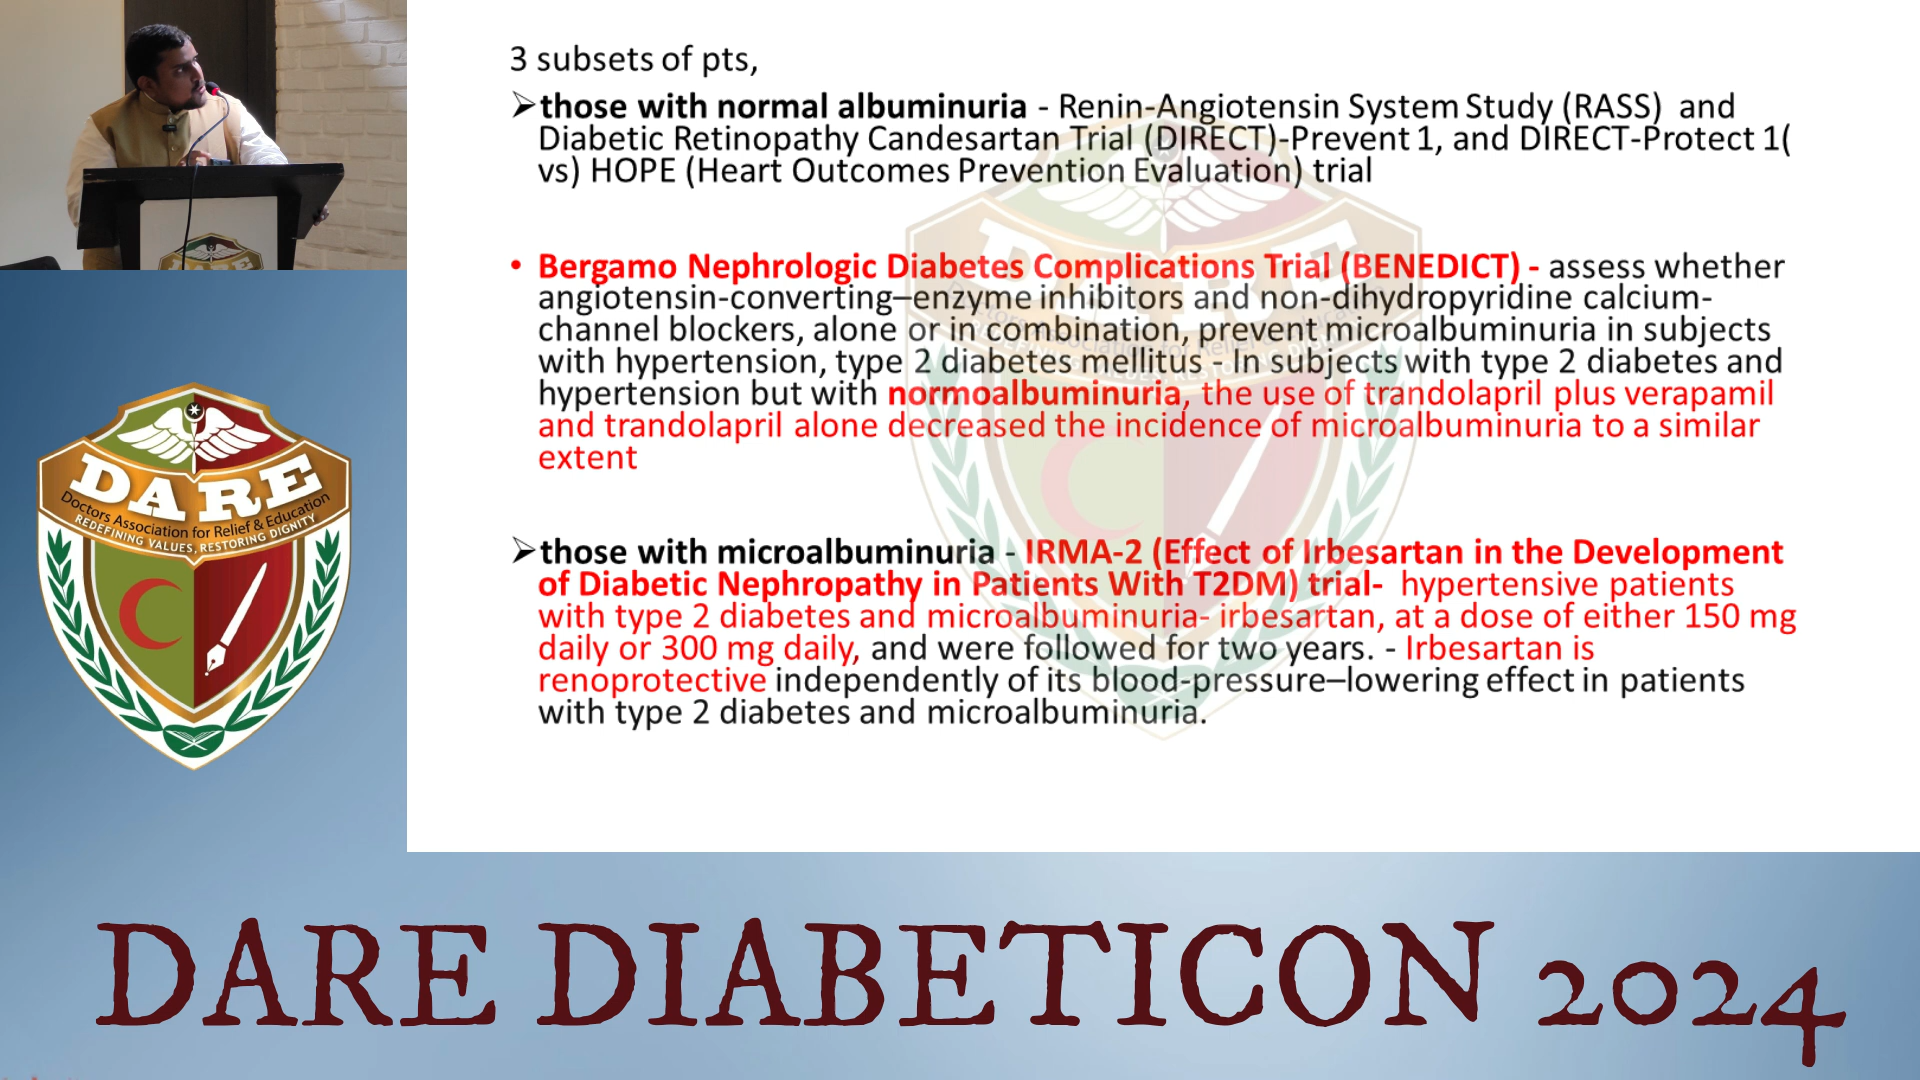 3 subsets of pts,
➢those with normal albuminuria - Renin-Angiotensin System Study (RASS) and
Diabetic Retinopathy Candesartan Trial (DIRECT)-Prevent 1, and DIRECT-Protect 1(
vs) HOPE (Heart Outcomes Prevention Evaluation) trial
• Bergamo Nephrologic Diabetes Complications Trial (BENEDICT) - assess whether
angiotensin-converting–enzyme inhibitors and non-dihydropyridine calcium-
channel blockers, alone or in combination, prevent microalbuminuria in subjects
with hypertension, type 2 diabetes mellitus - In subjects with type 2 diabetes and
hypertension but with normoalbuminuria, the use of trandolapril plus verapamil
and trandolapril alone decreased the incidence of microalbuminuria to a similar
extent
➢those with microalbuminuria - IRMA-2 (Effect of Irbesartan in the Development
of Diabetic Nephropathy in Patients With T2DM) trial- hypertensive patients
with type 2 diabetes and microalbuminuria- irbesartan, at a dose of either 150 mg
daily or 300 mg daily, and were followed for two years. - Irbesartan is
renoprotective independently of its blood-pressure–lowering effect in patients
with type 2 diabetes and microalbuminuria.
DARE
Doctors Association for Relief & Education
REDEFINING VALUES, RESTORING DIGNITY
DARE
DARE DIABETICON 2024